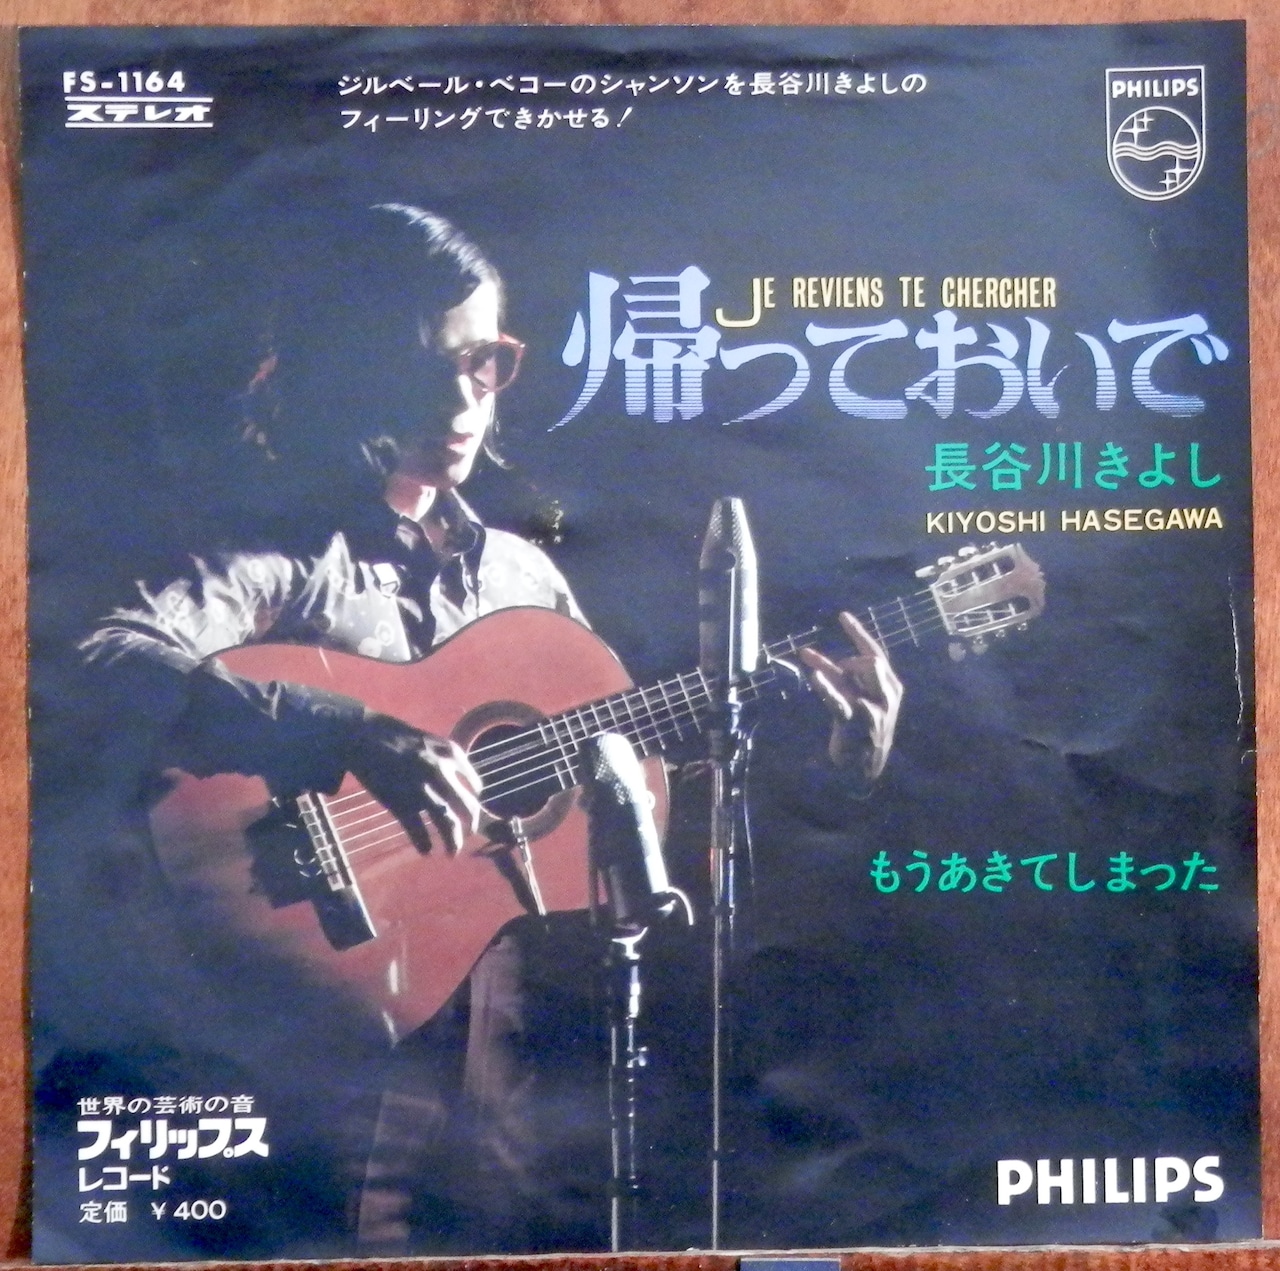 FS-1164
ステレオ
ジルベール・ベコーのシャンソンを長谷川きよしの
フィーリングできかせる!
PHILIPS
JE REVIENS TE CHERCHER
帰っておいで
長谷川きよし
KIYOSHI HASEGAWA
もうあきてしまった
世界の芸術の音
フィリップス
レコード
定価 ¥400
PHILIPS